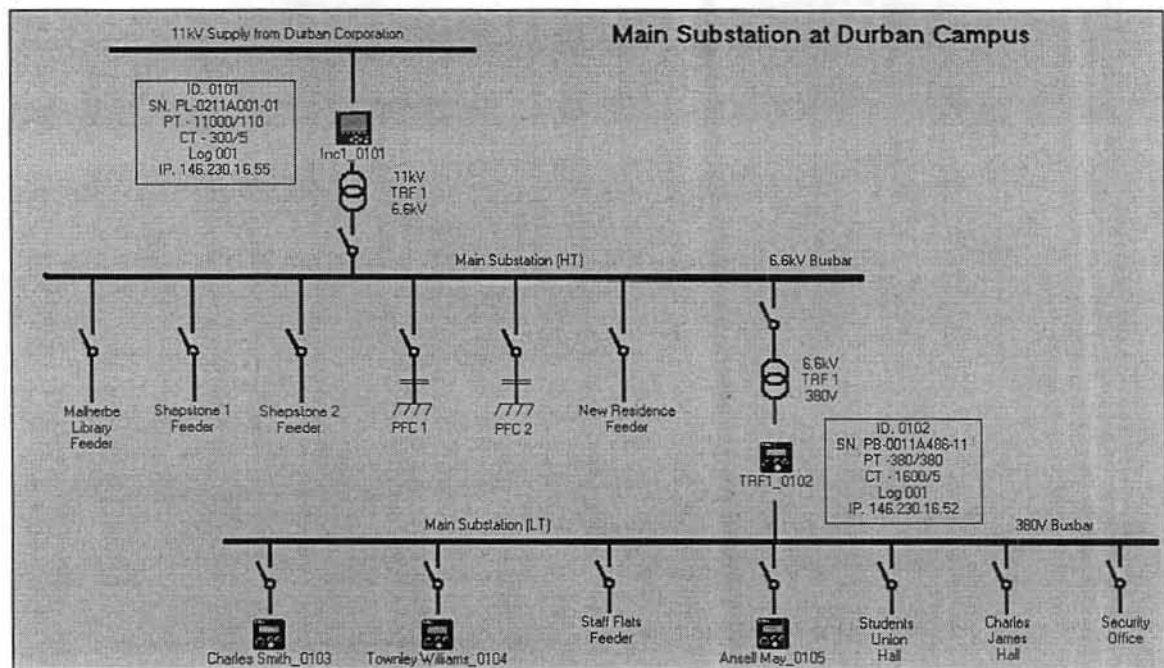 11kV Supply from Durban Corporation
Main Substation at Durban Campus
ID. 0101
SN. PL-0211A001-01
PT - 11000/110
CT - 300/5
Log 001
IP. 146.230.16.55
Inc1_0101
11kV
TRF 1
6.6kV
Main Substation (HT)
6.6kV Busbar
Malherbe
Library
Feeder
Shepstone 1
Feeder
Shepstone 2
Feeder
PFC 1
PFC 2
New Residence
Feeder
6.6kV
TRF 1
380V
ID. 0102
SN. PB-0011A486-11
PT -380/380
CT - 1600/5
Log 001
IP. 146.230.16.52
TRF1_0102
Main Substation (LT)
380V Busbar
Charles Smith_0103
Townley Williams_0104
Staff Flats
Feeder
Ansell May_0105
Students
Union
Hall
Charles
James
Hall
Security
Office